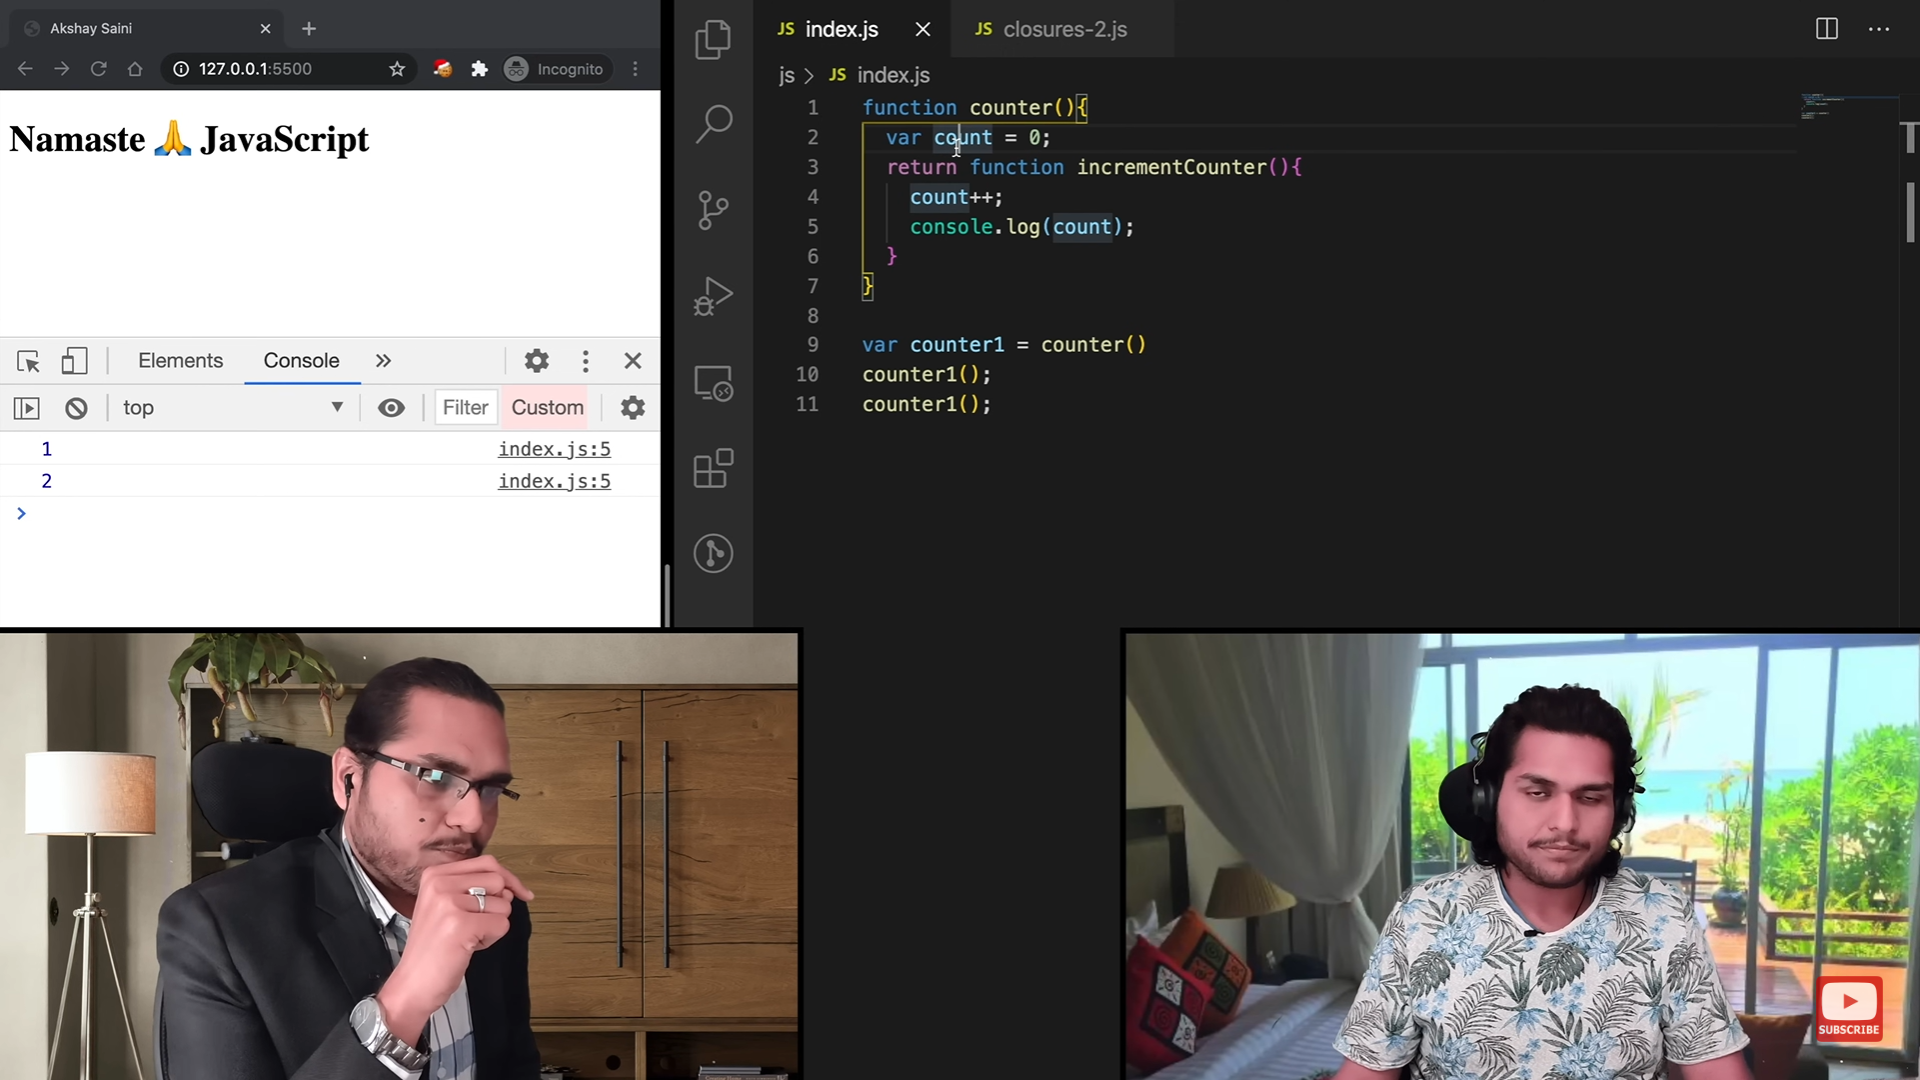 Akshay Saini
127.0.0.1:5500
Incognito
Namaste 🙏 JavaScript
Elements
Console
top
Filter
Custom
1 index.js:5
2 index.js:5
JS index.js
JS closures-2.js
js > JS index.js
1 function counter(){
2 var count = 0;
3 return function incrementCounter(){
4 count++;
5 console.log(count);
6 }
7 }
8
9 var counter1 = counter()
10 counter1();
11 counter1();
SUBSCRIBE